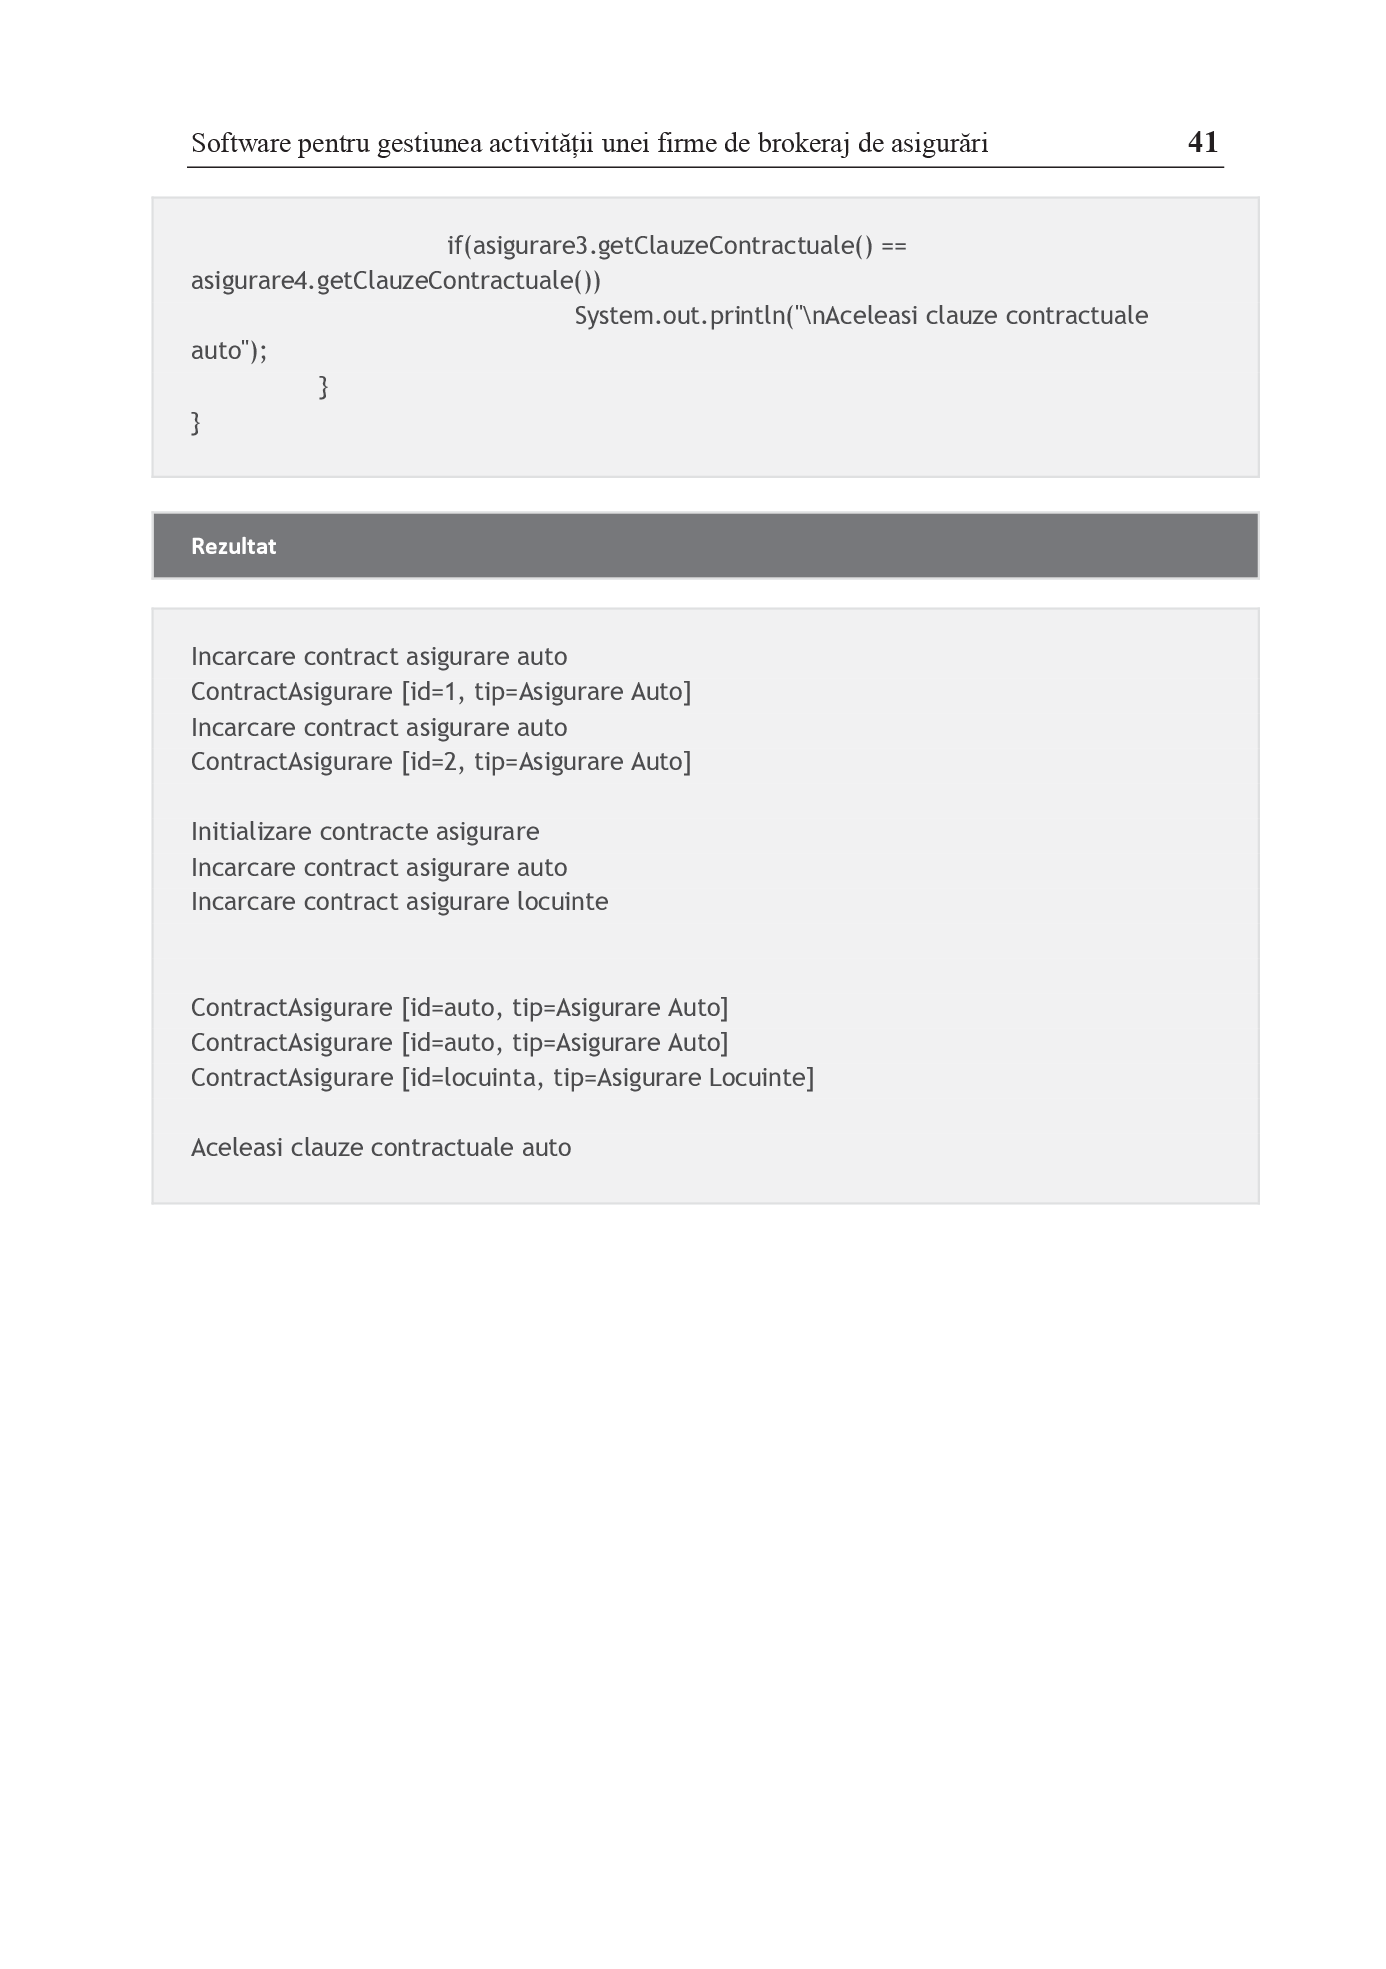 Software pentru gestiunea activității unei firme de brokeraj de asigurări 41
if(asigurare3.getClauzeContractuale() ==
asigurare4.getClauzeContractuale())
System.out.println("\nAceleasi clauze contractuale
auto");
}
}
Rezultat
Incarcare contract asigurare auto
ContractAsigurare [id=1, tip=Asigurare Auto]
Incarcare contract asigurare auto
ContractAsigurare [id=2, tip=Asigurare Auto]
Initializare contracte asigurare
Incarcare contract asigurare auto
Incarcare contract asigurare locuinte
ContractAsigurare [id=auto, tip=Asigurare Auto]
ContractAsigurare [id=auto, tip=Asigurare Auto]
ContractAsigurare [id=locuinta, tip=Asigurare Locuinte]
Aceleasi clauze contractuale auto